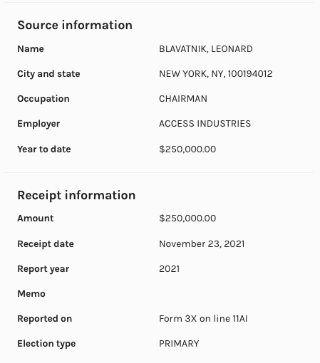 Source information
Name BLAVATNIK, LEONARD
City and state NEW YORK, NY, 100194012
Occupation CHAIRMAN
Employer ACCESS INDUSTRIES
Year to date $250,000.00
Receipt information
Amount $250,000.00
Receipt date November 23, 2021
Report year 2021
Memo
Reported on Form 3X on line 11AI
Election type PRIMARY